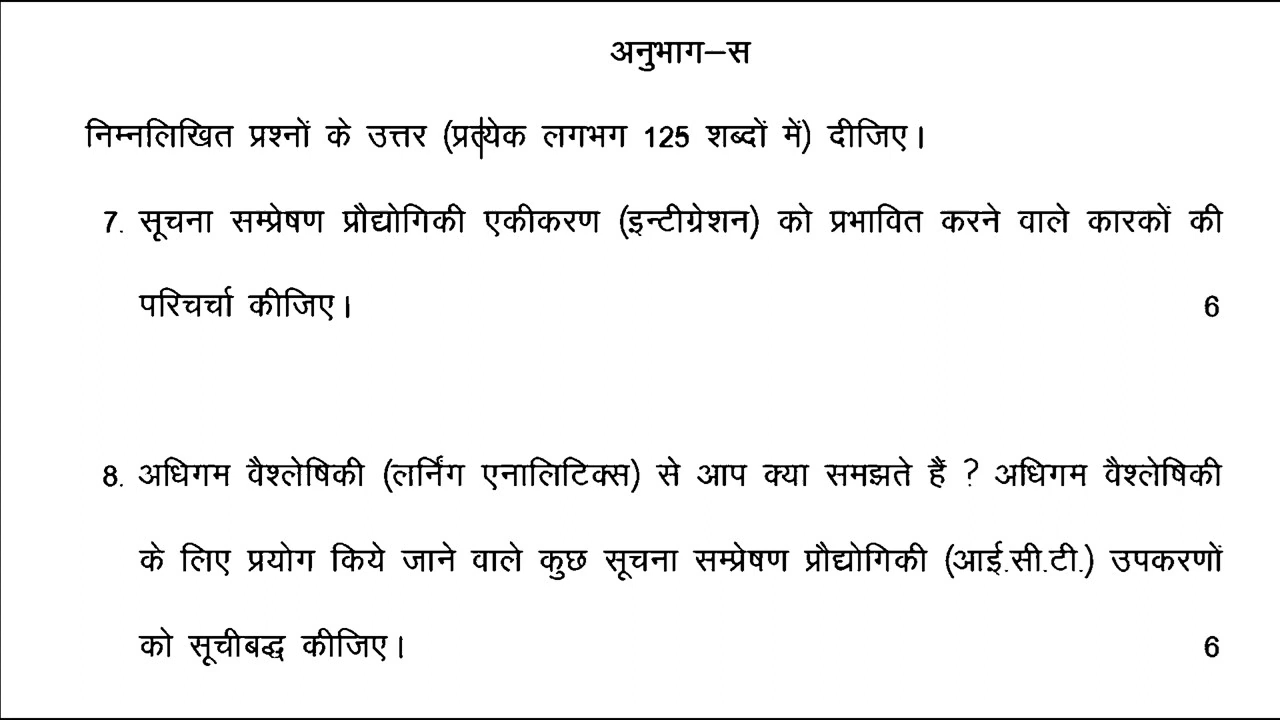 अनुभाग–स
निम्नलिखित प्रश्नों के उत्तर (प्रत्येक लगभग 125 शब्दों में) दीजिए।
7. सूचना सम्प्रेषण प्रौद्योगिकी एकीकरण (इन्टीग्रेशन) को प्रभावित करने वाले कारकों की
परिचर्चा कीजिए। 6
8. अधिगम वैश्लेषिकी (लर्निंग एनालिटिक्स) से आप क्या समझते हैं ? अधिगम वैश्लेषिकी
के लिए प्रयोग किये जाने वाले कुछ सूचना सम्प्रेषण प्रौद्योगिकी (आई.सी.टी.) उपकरणों
को सूचीबद्ध कीजिए। 6